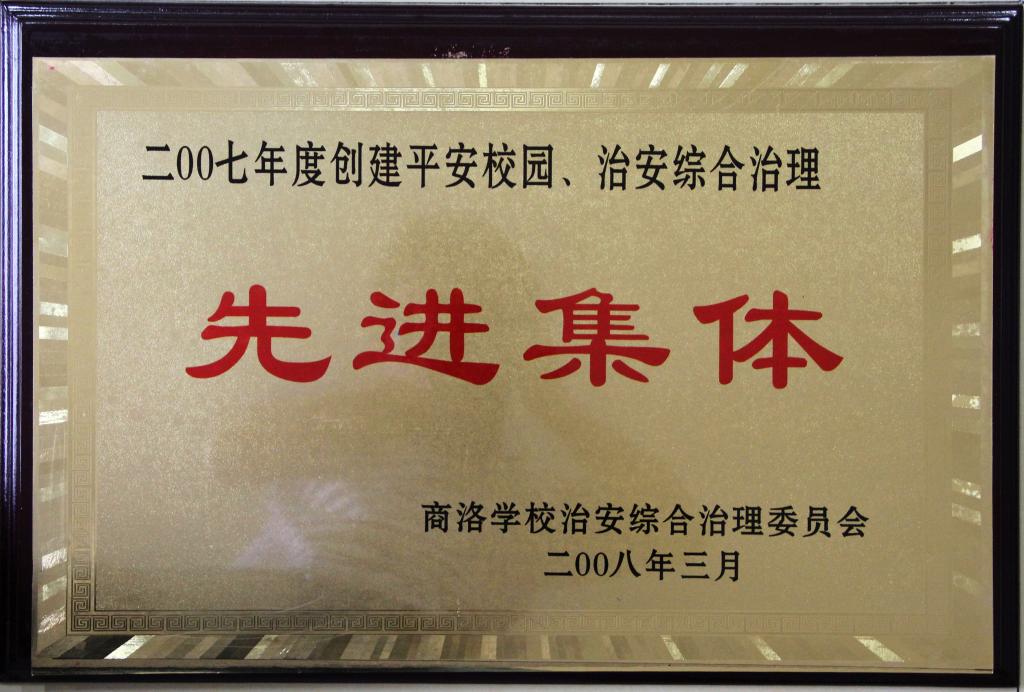 二00七年度创建平安校园、治安综合治理
先进集体
商洛学校治安综合治理委员会
二00八年三月